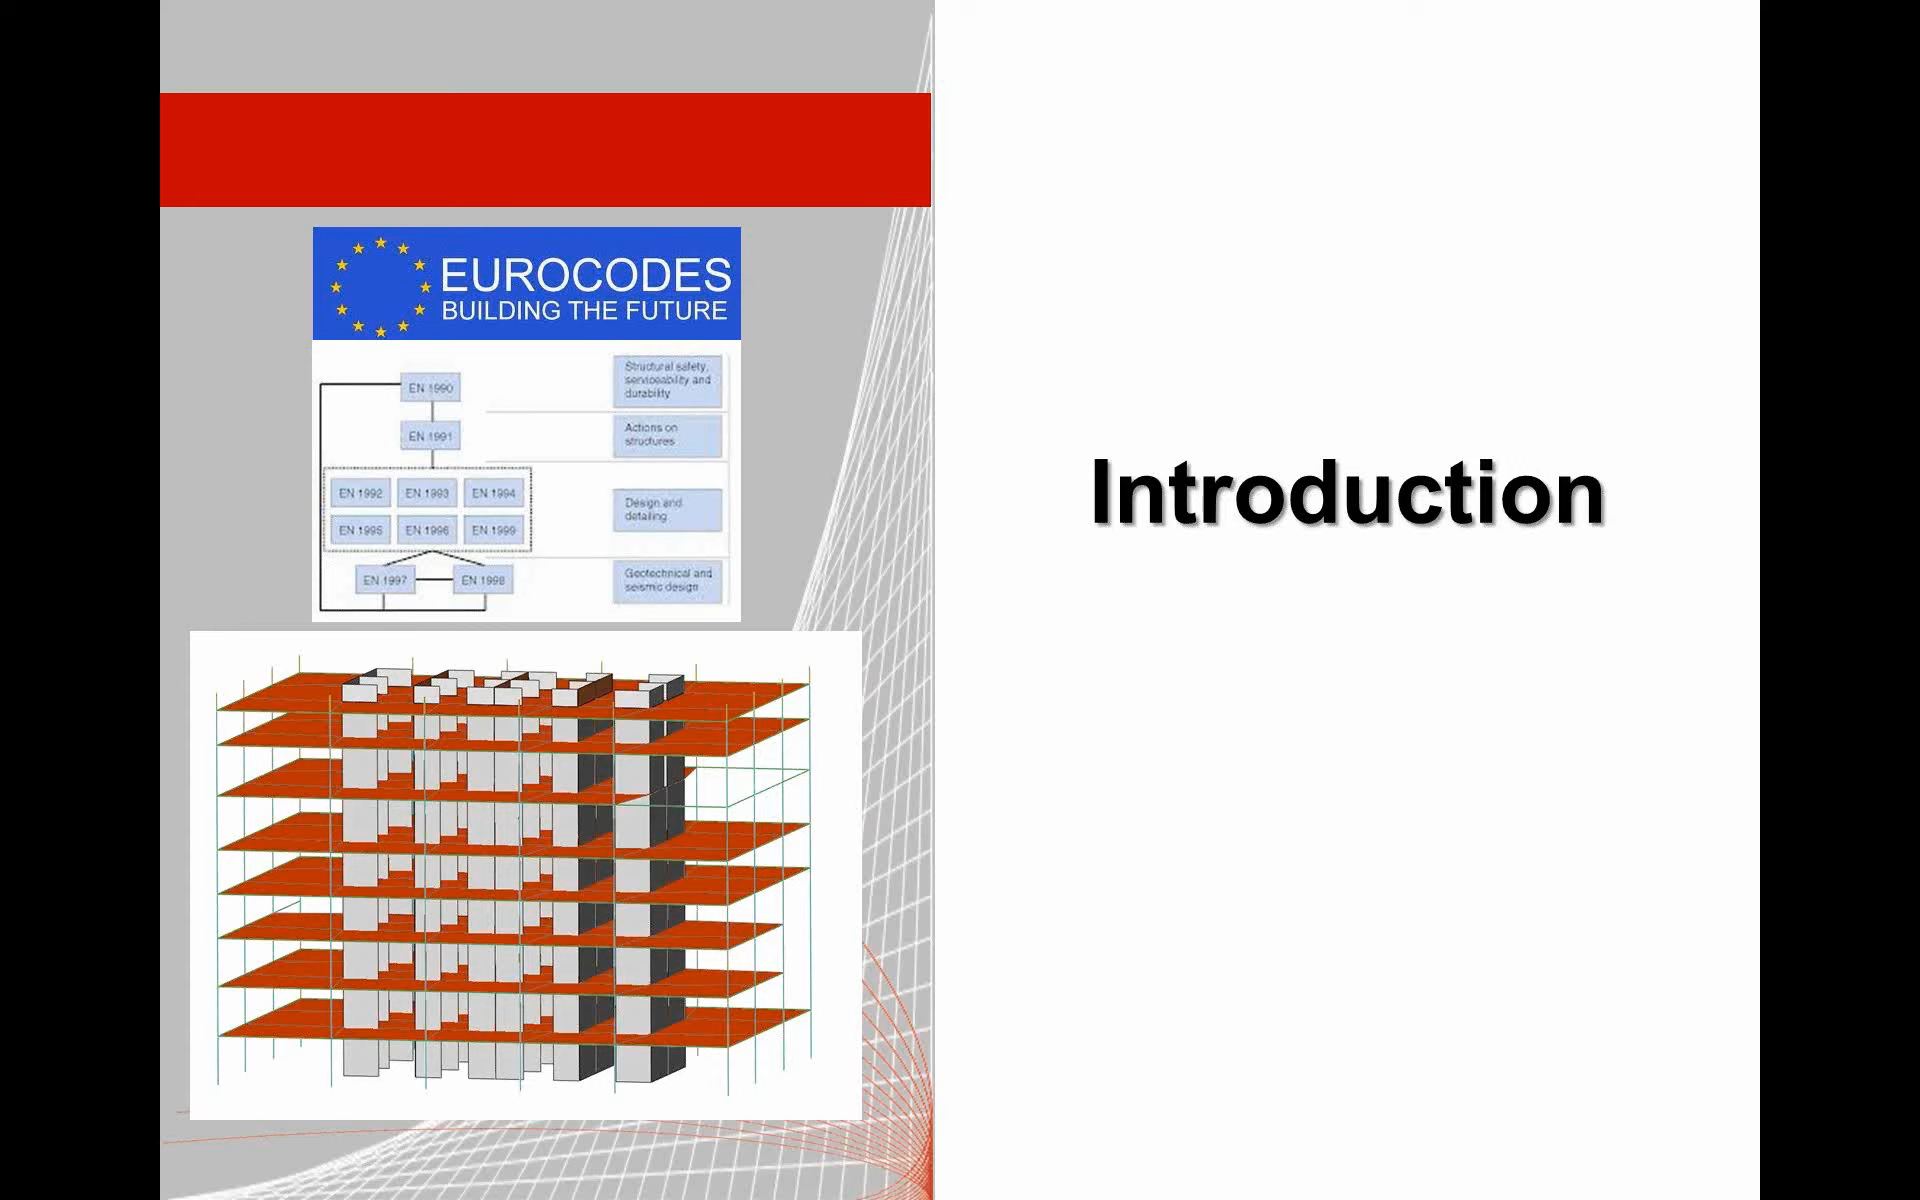 EUROCODES
BUILDING THE FUTURE
EN 1990
Structural safety,
serviceability and
durability
EN 1991
Actions on
structures
EN 1992 EN 1993 EN 1994
EN 1995 EN 1996 EN 1999
Design and
detailing
EN 1997 EN 1998
Geotechnical and
seismic design
Introduction